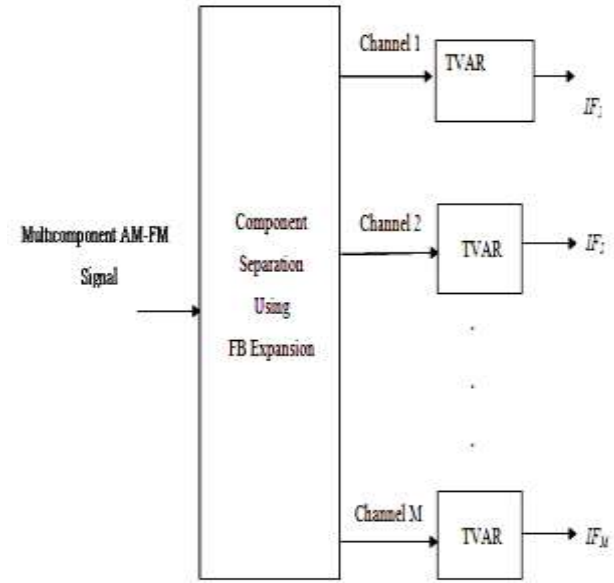 Channel 1
TVAR
IF1
Multicomponent AM-FM
Signal
Component
Separation
Using
FB Expansion
Channel 2
TVAR
IF2
Channel M
TVAR
IFM